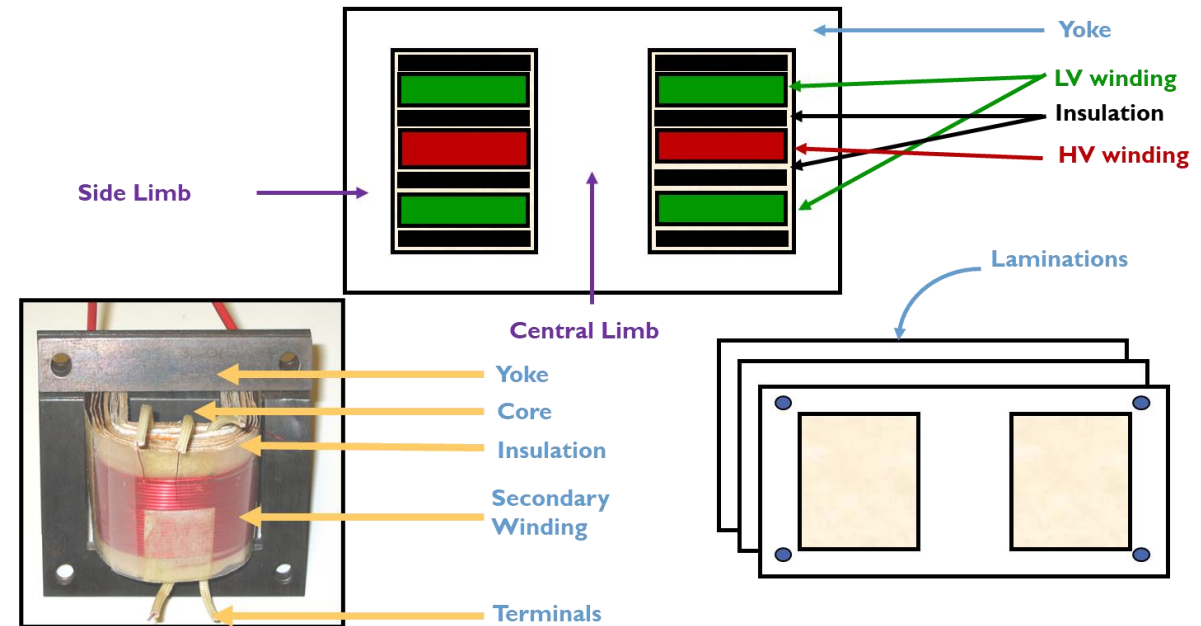 Yoke
LV winding
Insulation
HV winding
Side Limb
Laminations
Central Limb
Yoke
Core
Insulation
Secondary
Winding
Terminals